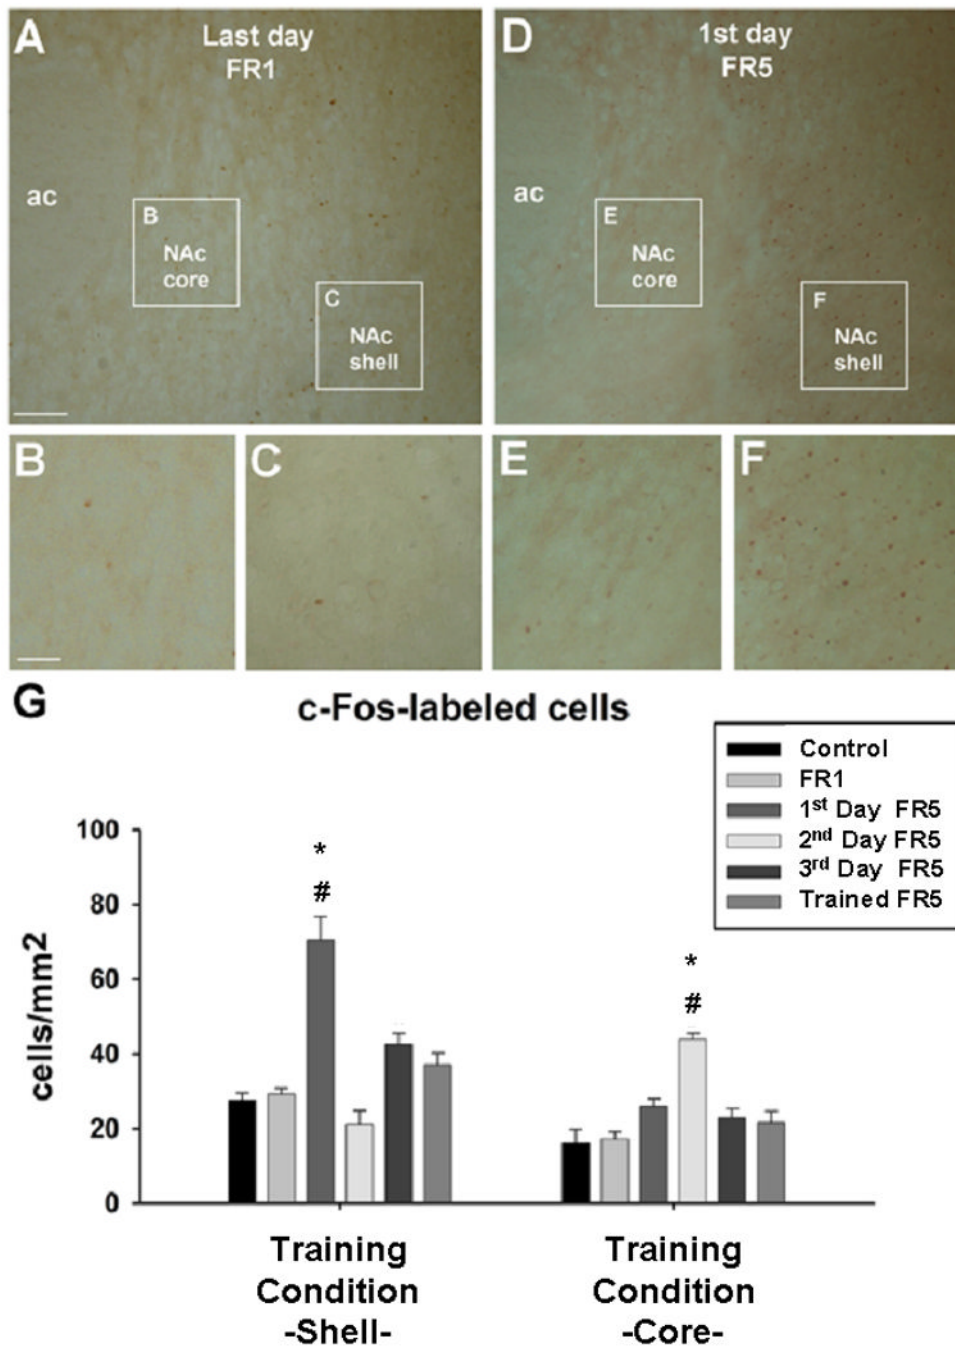 A
Last day
FR1
ac
B
NAc
core
C
NAc
shell
D
1st day
FR5
ac
E
NAc
core
F
NAc
shell
B
C
E
F
G
c-Fos-labeled cells
Control
FR1
1st Day FR5
2nd Day FR5
3rd Day FR5
Trained FR5
cells/mm2
100
80
60
40
20
0
*
#
*
#
Training
Condition
-Shell-
Training
Condition
-Core-